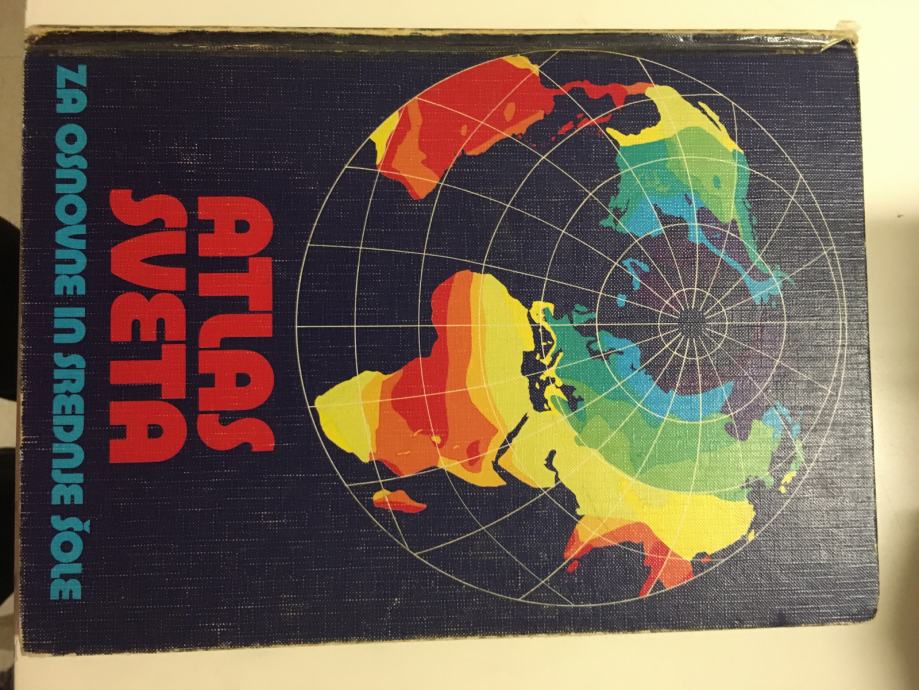 ATLAS
SVETA
ZA OSNOVNE IN SREDNJE ŠOLE